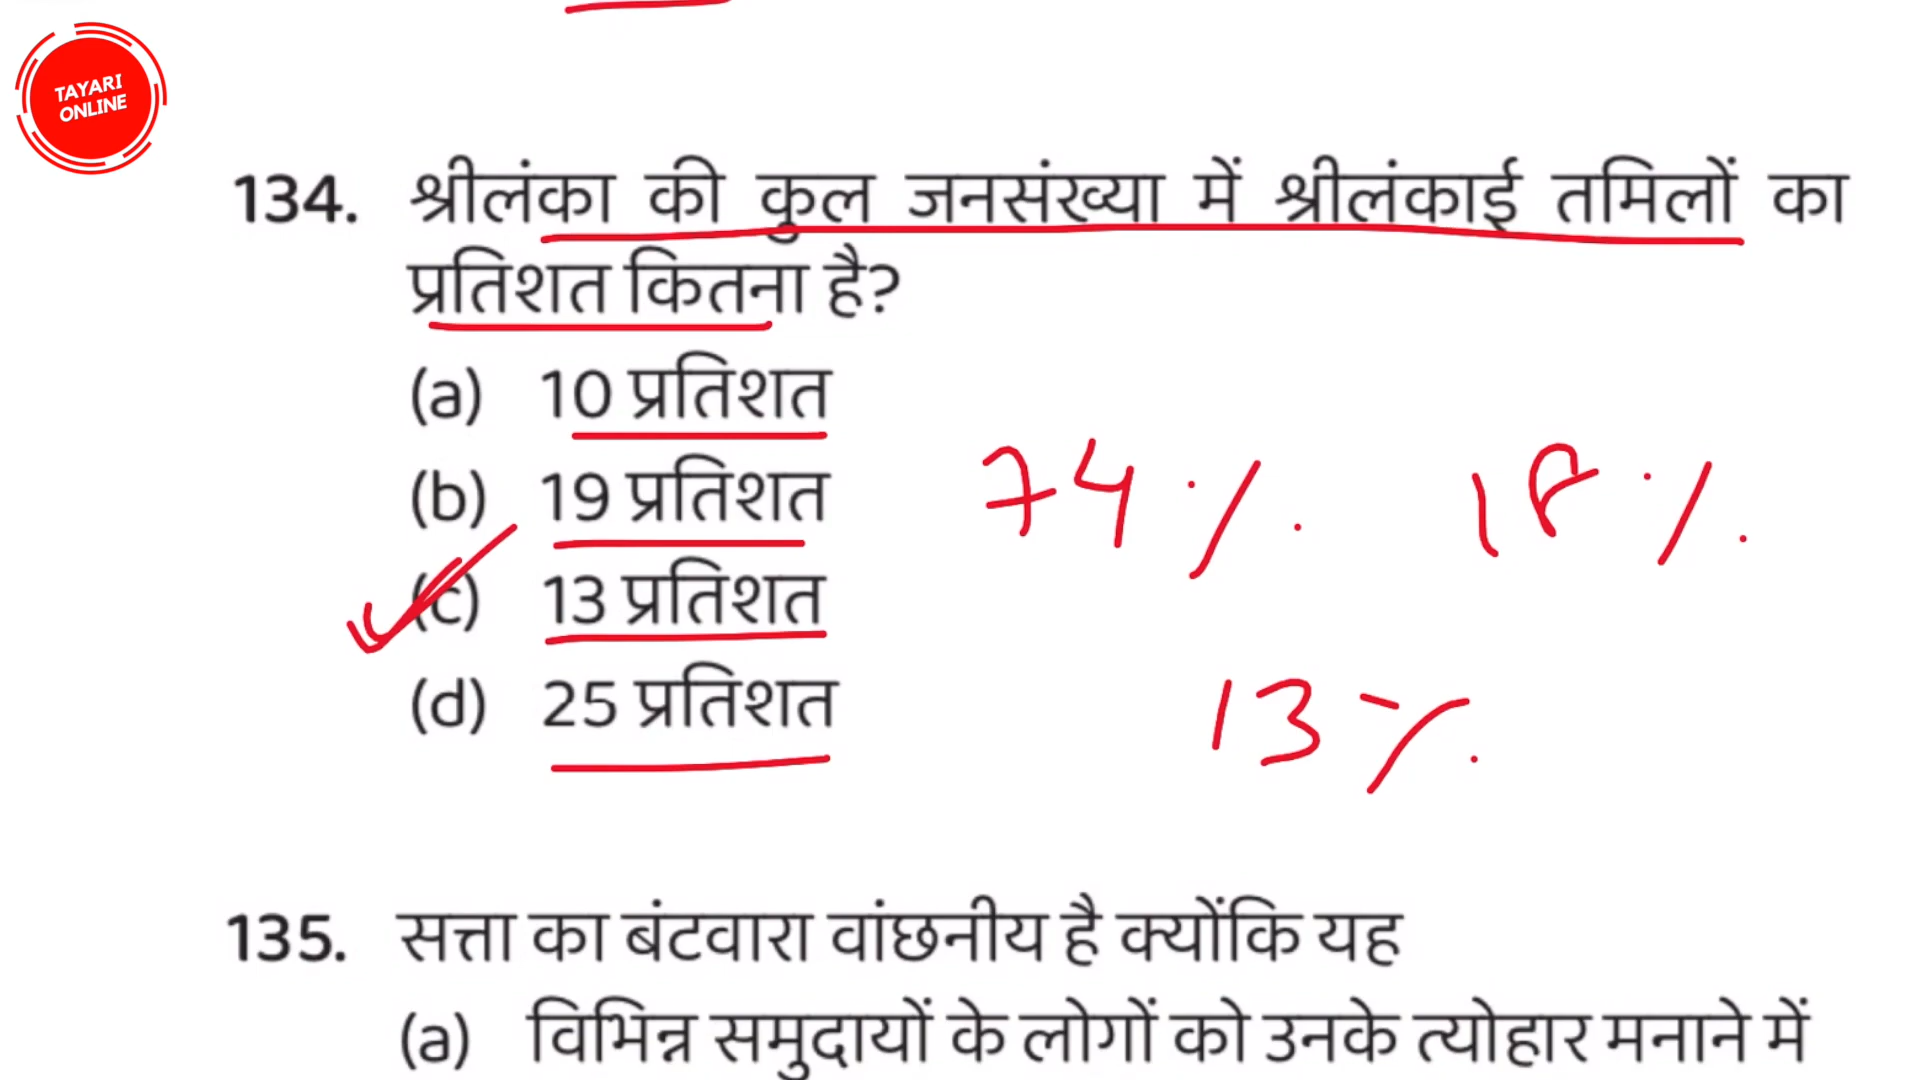 TAYARI
ONLINE
134. श्रीलंका की कुल जनसंख्या में श्रीलंकाई तमिलों का
प्रतिशत कितना है?
(a) 10 प्रतिशत
(b) 19 प्रतिशत
74% 18%
(c) 13 प्रतिशत
(d) 25 प्रतिशत
13%
135. सत्ता का बंटवारा वांछनीय है क्योंकि यह
(a) विभिन्न समुदायों के लोगों को उनके त्योहार मनाने में